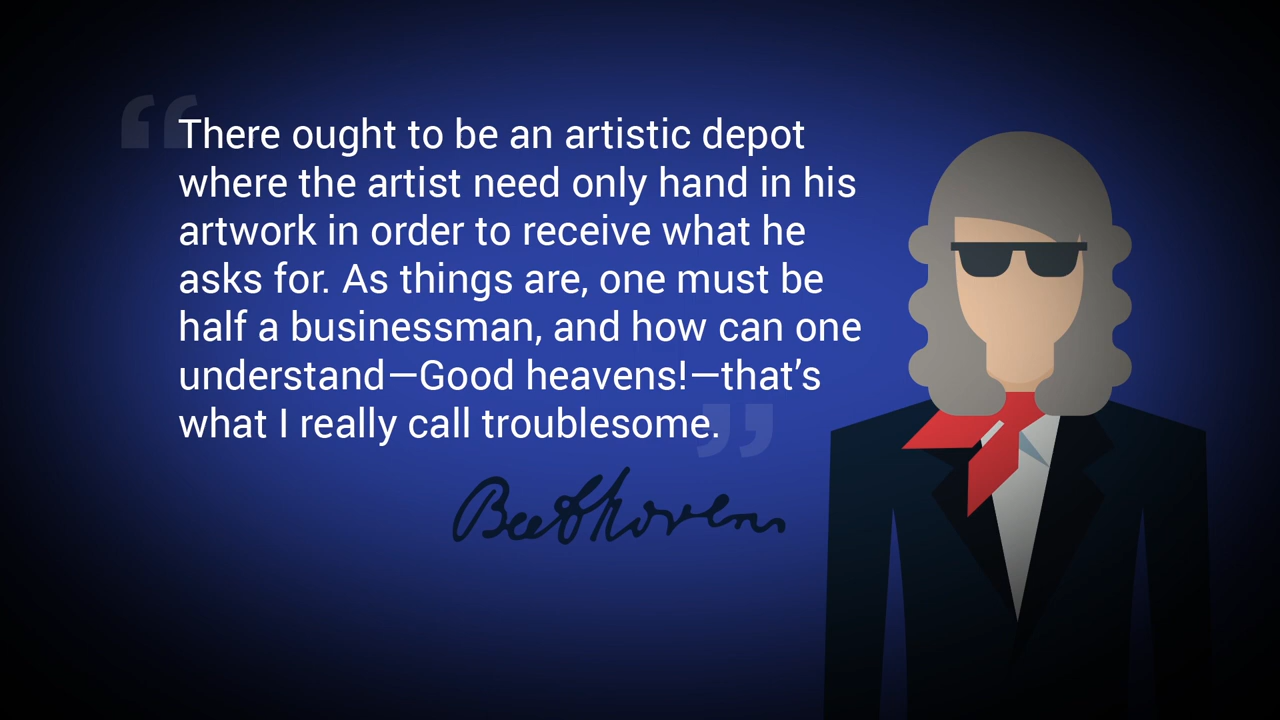 “There ought to be an artistic depot
where the artist need only hand in his
artwork in order to receive what he
asks for. As things are, one must be
half a businessman, and how can one
understand—Good heavens!—that’s
what I really call troublesome.”
Beethoven